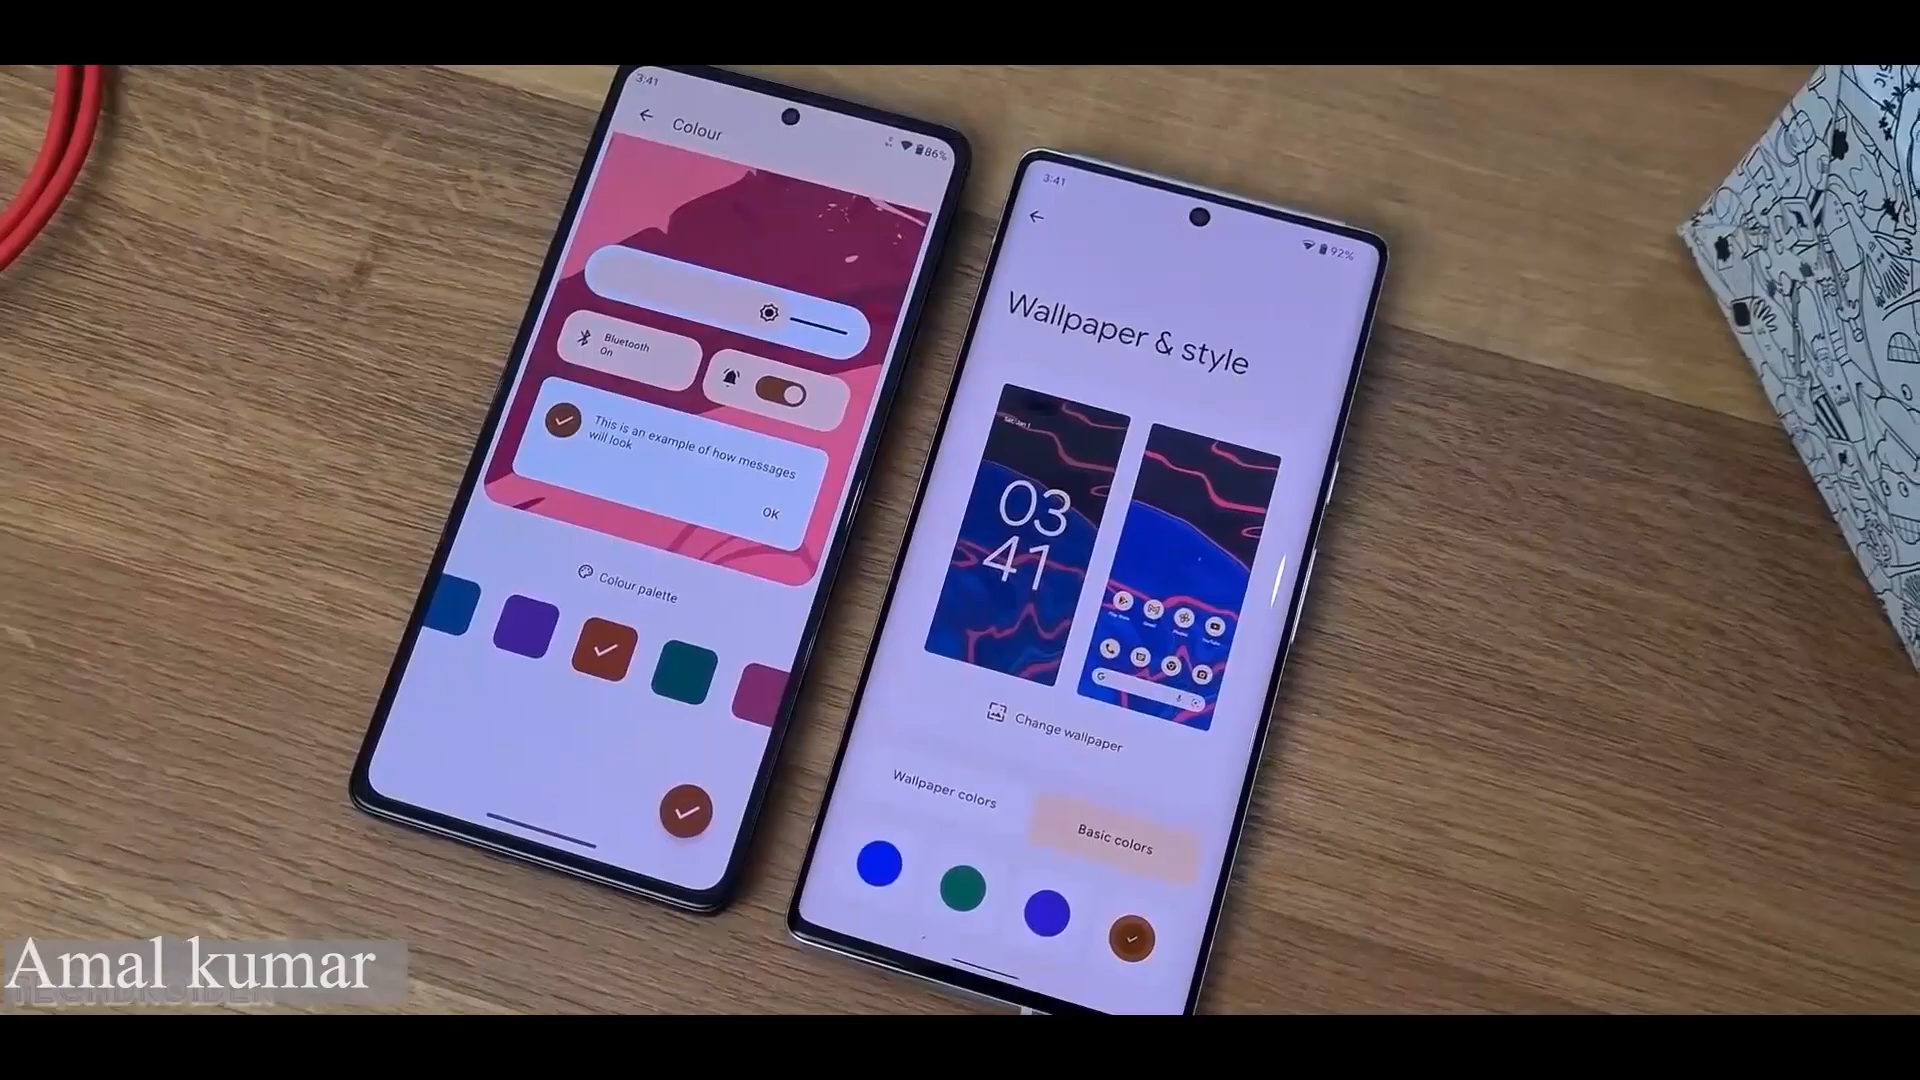 3:41
86%
Colour
Bluetooth
On
This is an example of how messages
will look
OK
Colour palette
3:41
92%
Wallpaper & style
03
41
Change wallpaper
Wallpaper colors
Basic colors
Amal kumar
TECHDROIDER